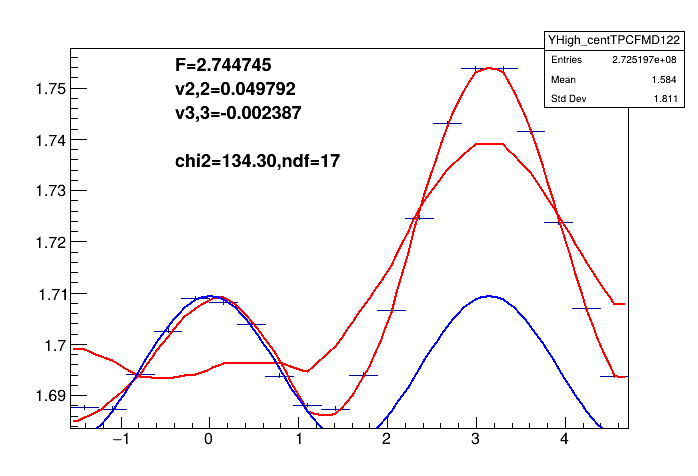 YHigh_centTPCFMD122
Entries 2.725197e+08
Mean 1.584
Std Dev 1.811
F=2.744745
v2,2=0.049792
v3,3=-0.002387
chi2=134.30,ndf=17
1.75
1.74
1.73
1.72
1.71
1.7
1.69
−1 0 1 2 3 4